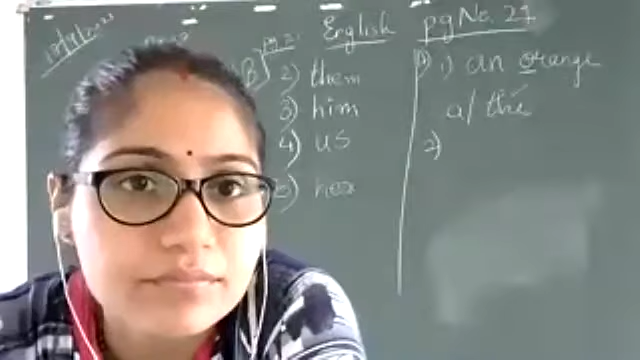 English pg No. 21
B)
2) them
3) him
4) us
5) her
1) an orange
a/the
2)